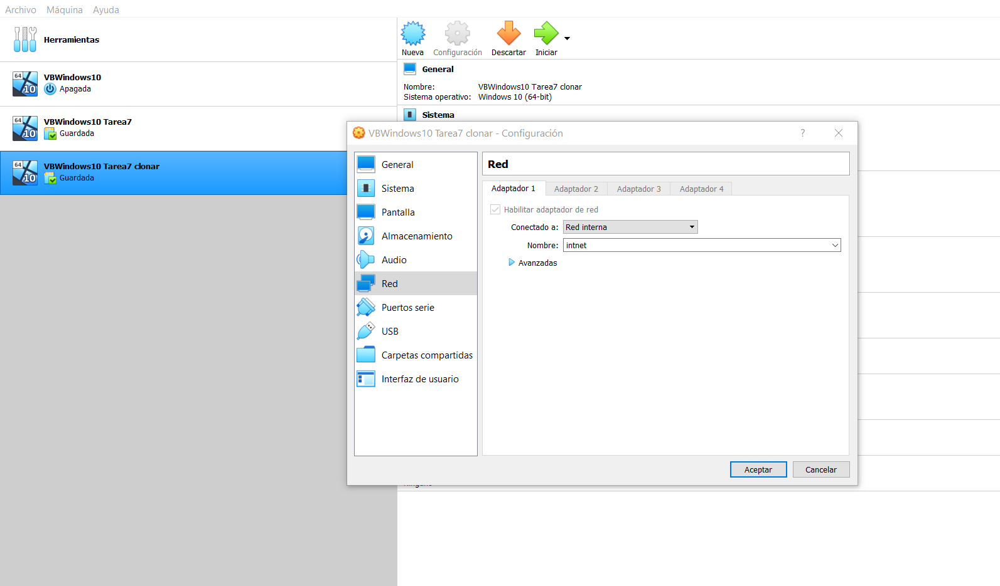 Archivo Máquina Ayuda
Herramientas
64
10
VBWindows10
Apagada
64
10
VBWindows10 Tarea7
Guardada
64
10
VBWindows10 Tarea7 clonar
Guardada
Nueva Configuración Descartar Iniciar
General
Nombre: VBWindows10 Tarea7 clonar
Sistema operativo: Windows 10 (64-bit)
Sistema
VBWindows10 Tarea7 clonar - Configuración ?
General
Sistema
Pantalla
Almacenamiento
Audio
Red
Puertos serie
USB
Carpetas compartidas
Interfaz de usuario
Red
Adaptador 1 Adaptador 2 Adaptador 3 Adaptador 4
Habilitar adaptador de red
Conectado a: Red interna
Nombre: intnet
Avanzadas
Aceptar Cancelar